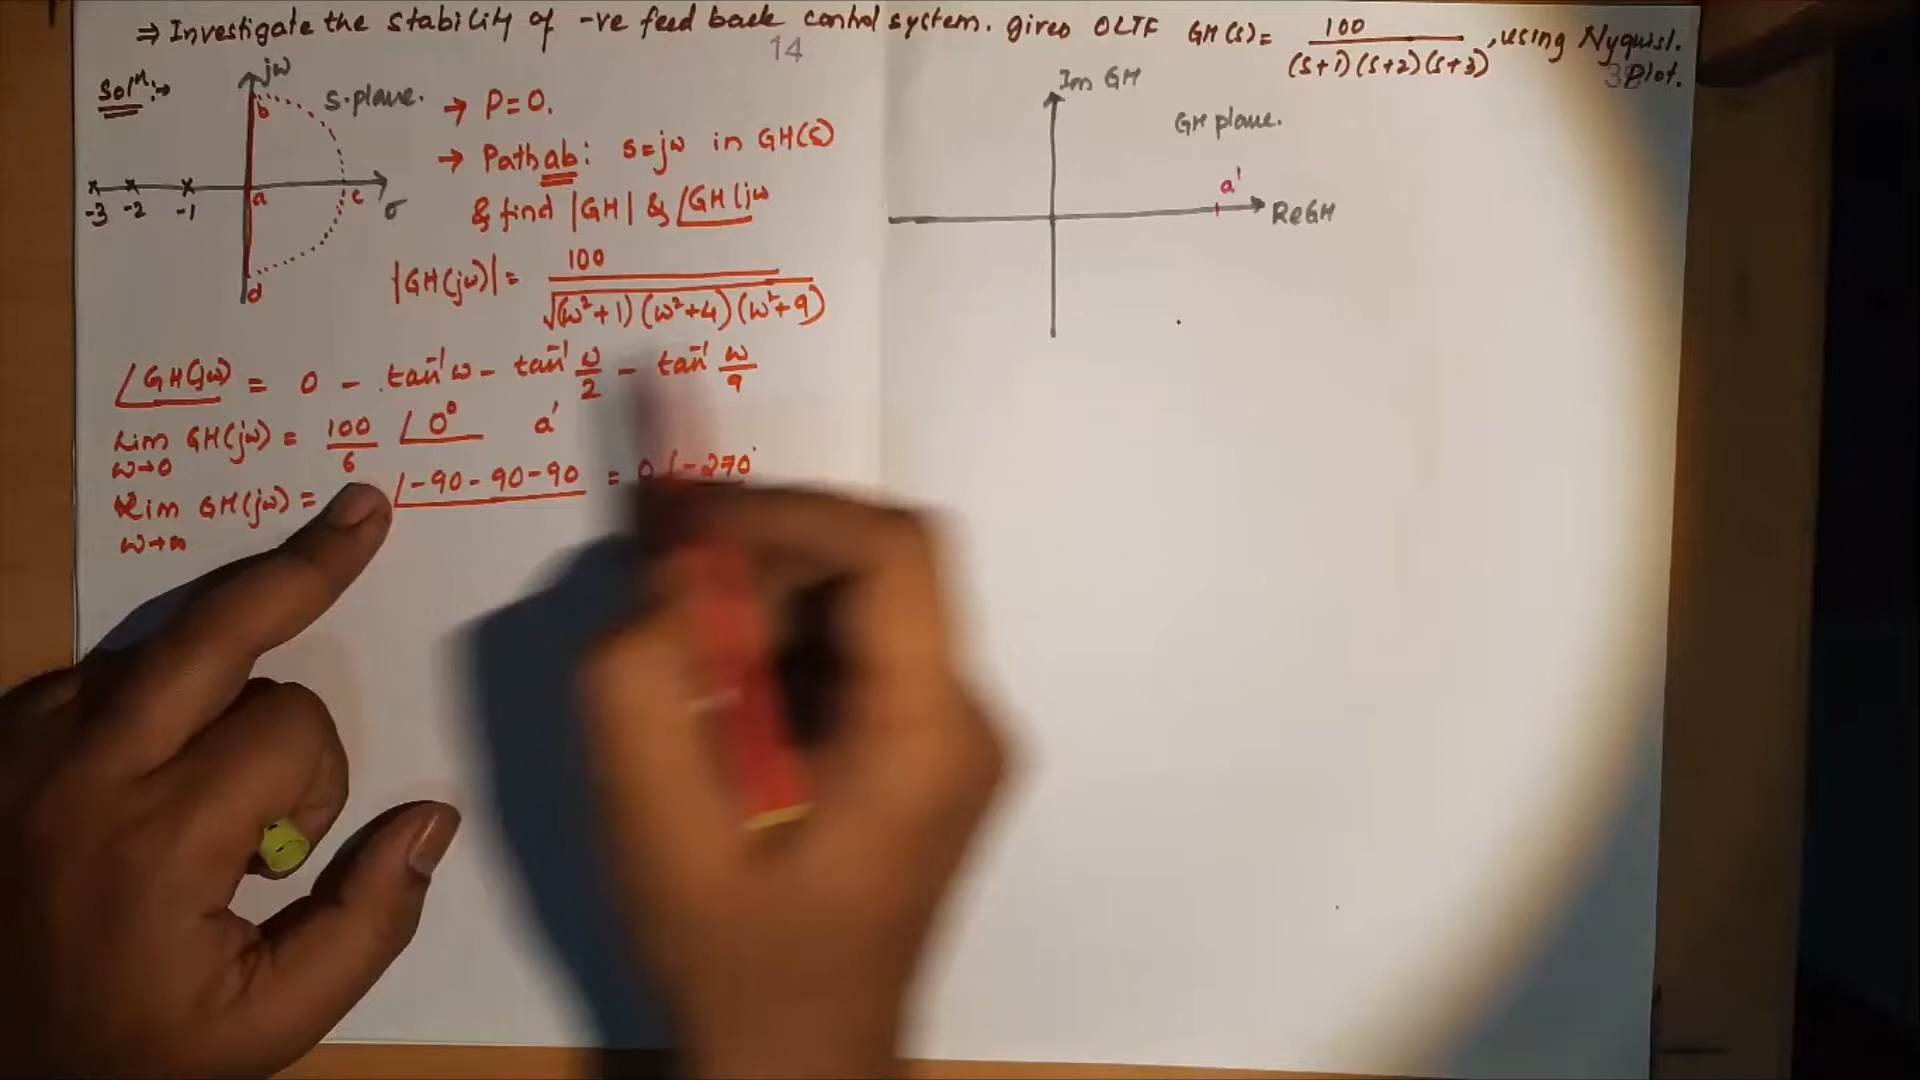 ⇒ Investigate the stability of -ve feed back control system. gives OLTF GH(s) = 100 / (s+1)(s+2)(s+3), using Nyquist.
Plot.
14
Solⁿ:→
jω
b
s-plane.
a
c
σ
-3 -2 -1
d
→ P=0.
→ Path ab: s=jω in GH(s)
& find |GH| & ∠GH(jω
|GH(jω)| = 100 / √(ω²+1)(ω²+4)(ω²+9)
∠GH(jω) = 0 - tan⁻¹ω - tan⁻¹ ω/2 - tan⁻¹ ω/9
Lim GH(jω) = 100/6 ∠0° a'
ω→0
Lim GH(jω) = ∠-90-90-90 = 0 ∠-270°
ω→∞
Im GH
GH plane.
a'
Re GH